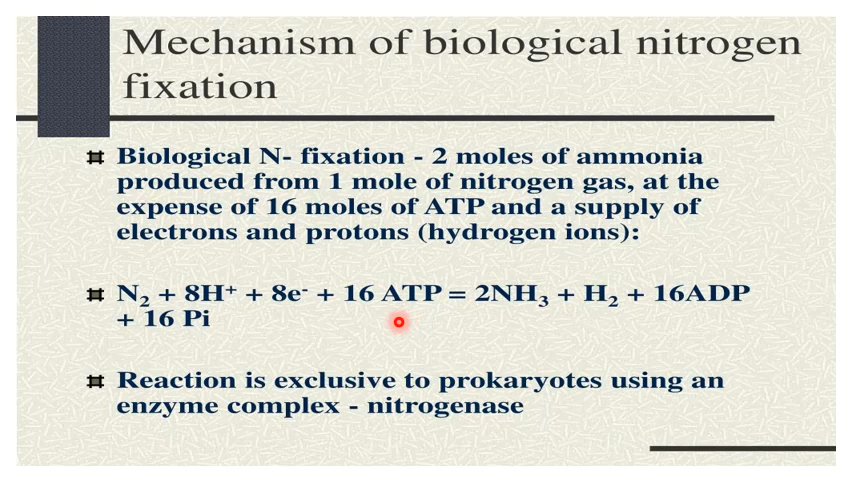 Mechanism of biological nitrogen
fixation
Biological N- fixation - 2 moles of ammonia
produced from 1 mole of nitrogen gas, at the
expense of 16 moles of ATP and a supply of
electrons and protons (hydrogen ions):
N₂ + 8H⁺ + 8e⁻ + 16 ATP = 2NH₃ + H₂ + 16ADP
+ 16 Pi
Reaction is exclusive to prokaryotes using an
enzyme complex - nitrogenase